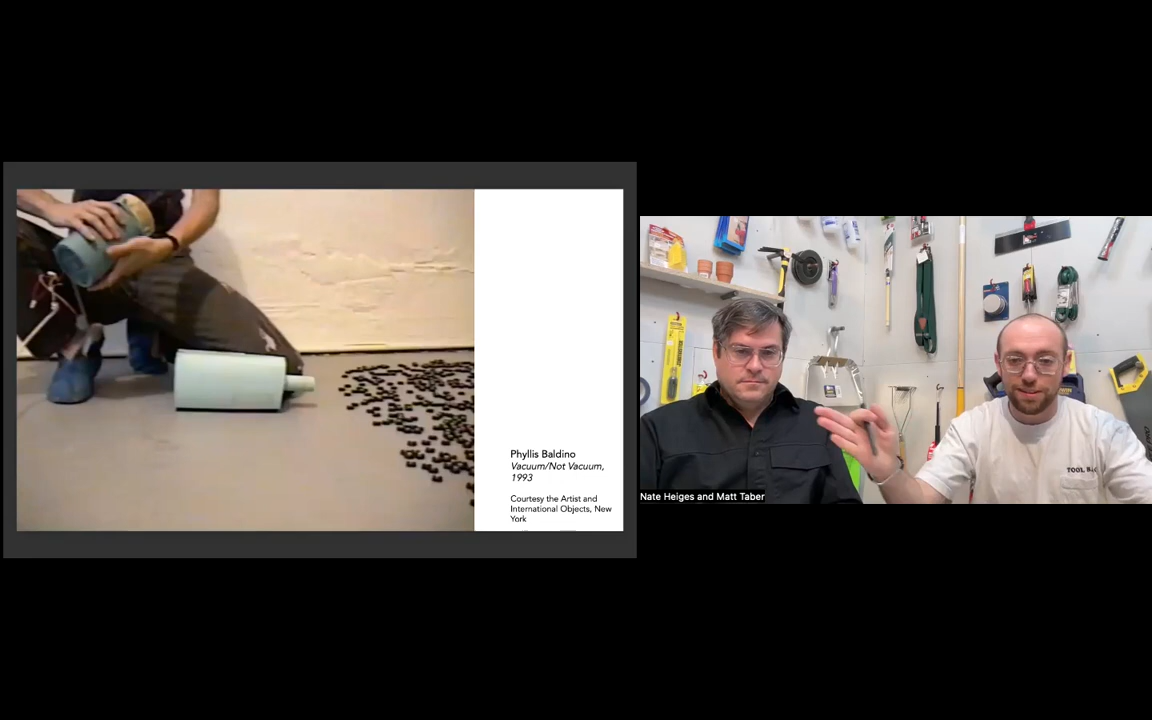 Phyllis Baldino
Vacuum/Not Vacuum,
1993
Courtesy the Artist and
International Objects, New
York
Nate Heiges and Matt Taber